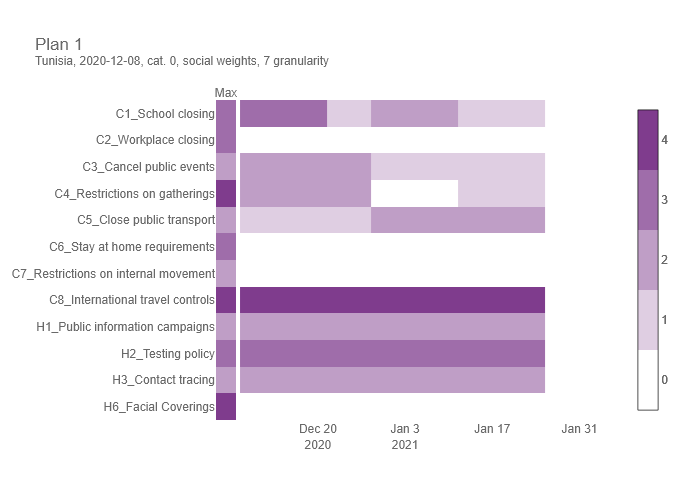 Plan 1
Tunisia, 2020-12-08, cat. 0, social weights, 7 granularity
Max
C1_School closing
C2_Workplace closing
C3_Cancel public events
C4_Restrictions on gatherings
C5_Close public transport
C6_Stay at home requirements
C7_Restrictions on internal movement
C8_International travel controls
H1_Public information campaigns
H2_Testing policy
H3_Contact tracing
H6_Facial Coverings
Dec 20 Jan 3 Jan 17 Jan 31
2020 2021
4
3
2
1
0